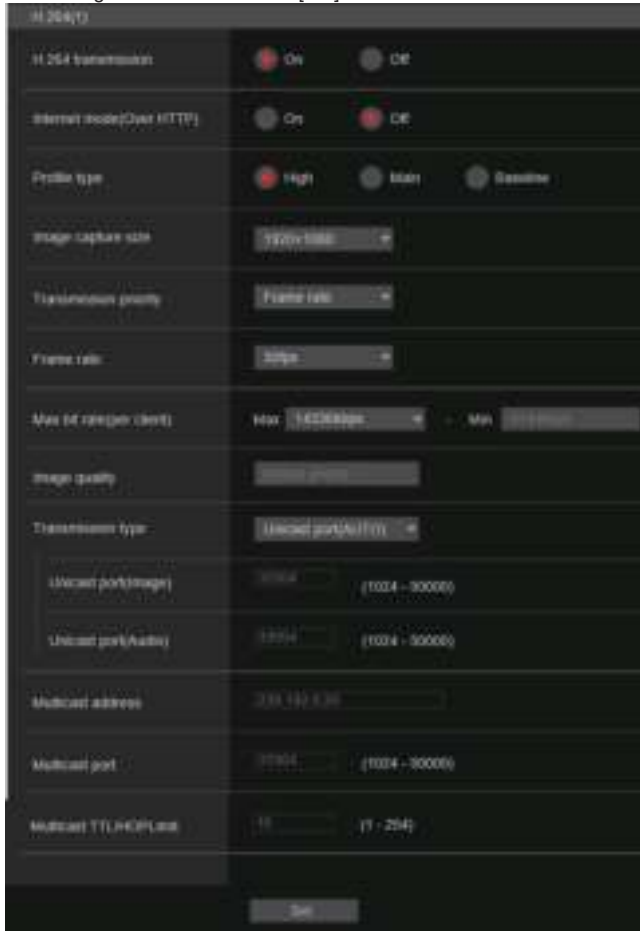 H.264(1)
H.264 transmission On Off
Internet mode(Over HTTP) On Off
Profile type High Main Baseline
Image capture size 1920x1080
Transmission priority Frame rate
Frame rate 30fps
Max bit rate(per client) Max - Min
Image quality
Transmission type Unicast port(AUTO)
Unicast port(Image) (1024 - 50000)
Unicast port(Audio) (1024 - 50000)
Multicast address
Multicast port (1024 - 50000)
Multicast TTL/HOPLimit 16 (1 - 254)
Set